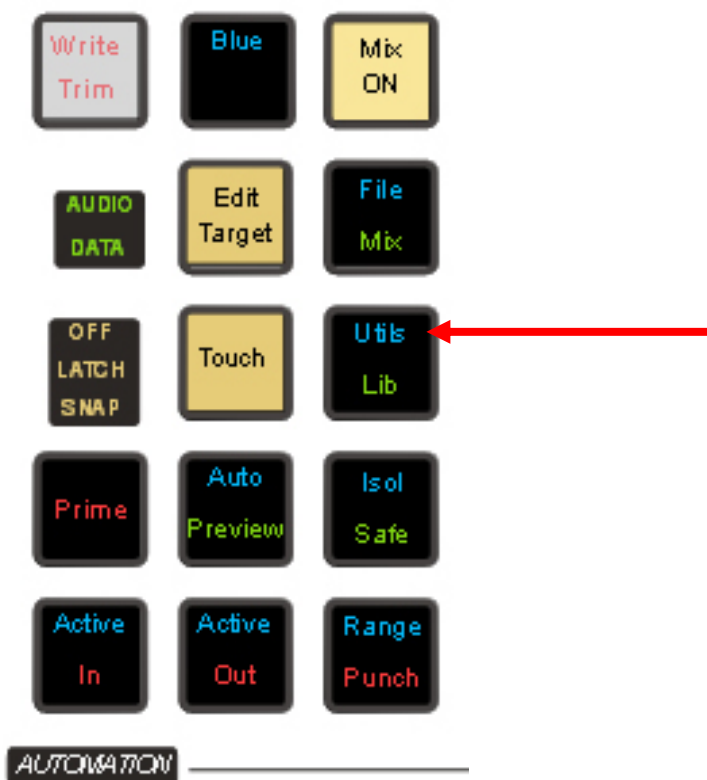 Write
Trim
Blue
Mix
ON
AUDIO
DATA
Edit
Target
File
Mix
OFF
LATCH
SNAP
Touch
Utils
Lib
Prime
Auto
Preview
Isol
Safe
Active
In
Active
Out
Range
Punch
AUTOMATION